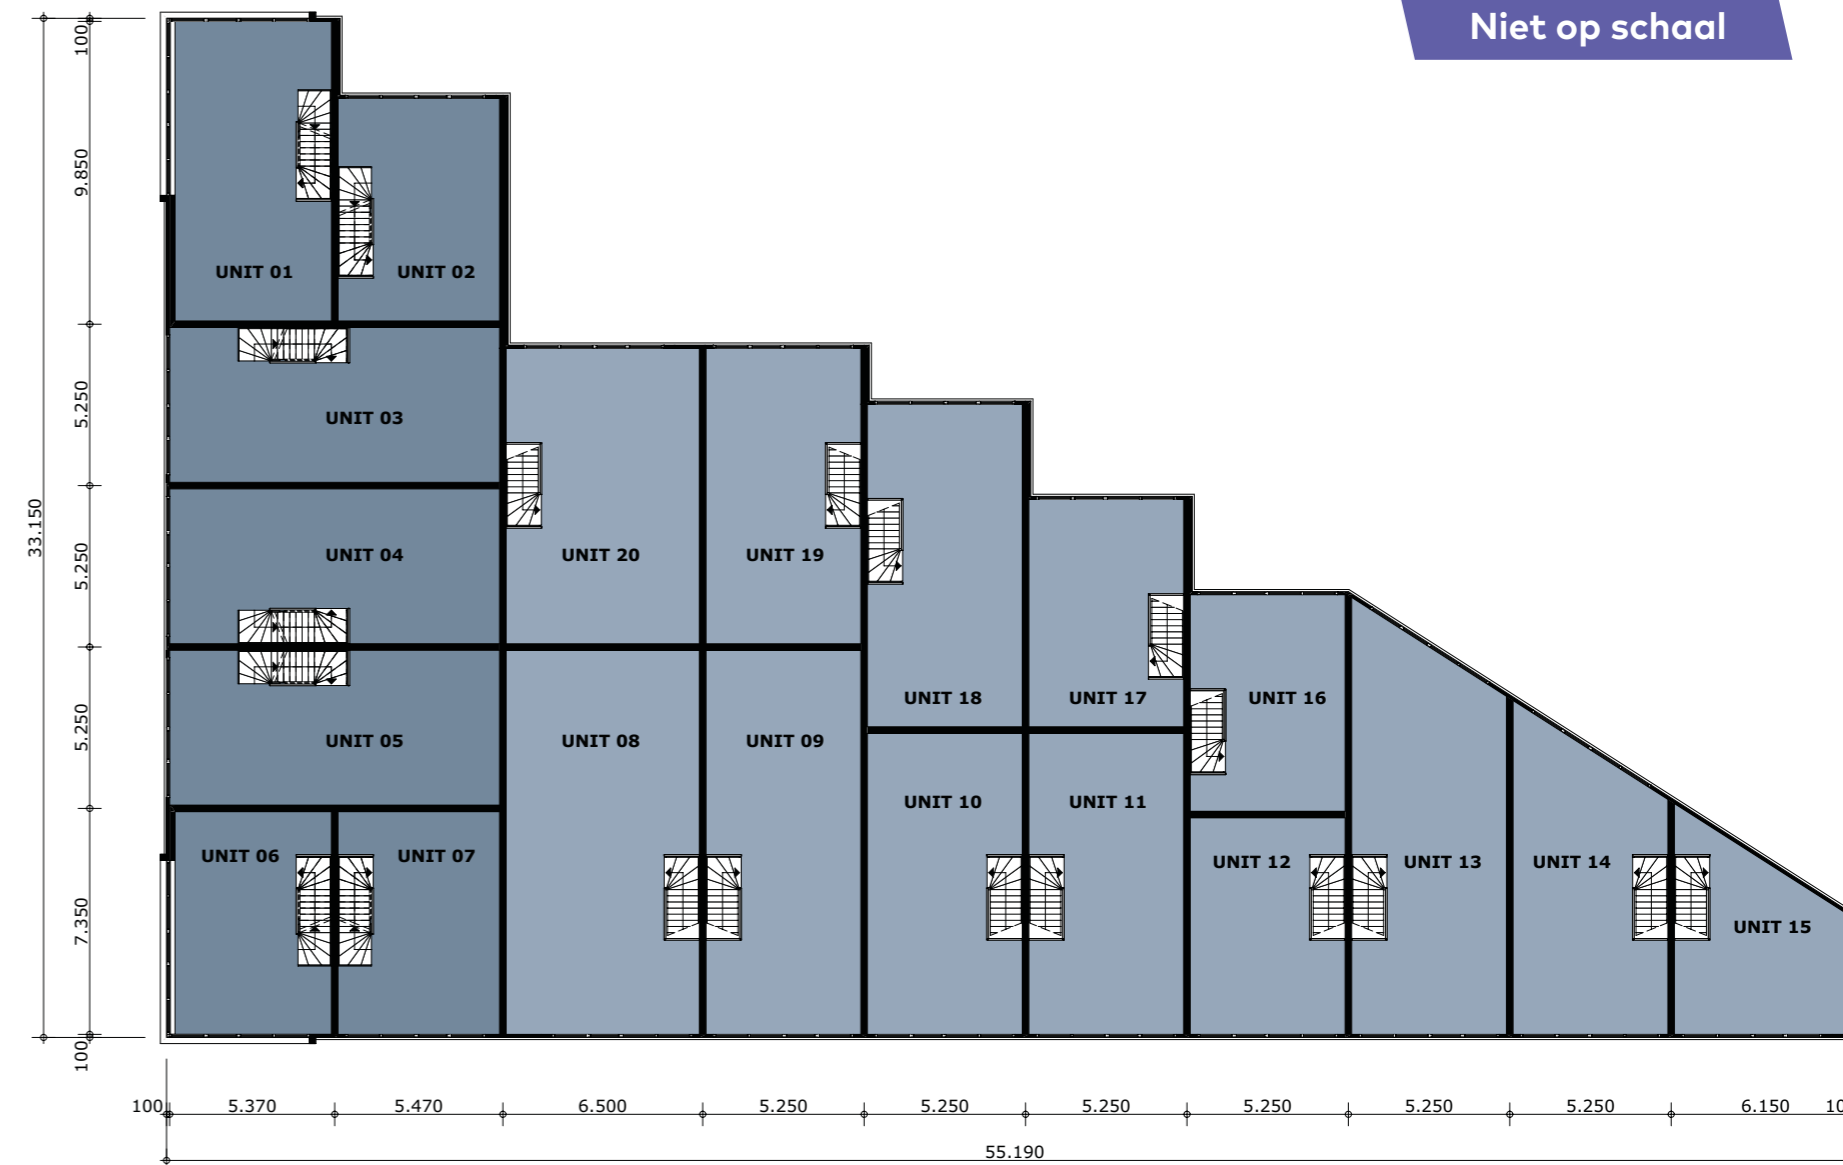 Niet op schaal
100
9.850
UNIT 01
UNIT 02
5.250
UNIT 03
33.150
5.250
UNIT 04
UNIT 20
UNIT 19
5.250
UNIT 05
UNIT 08
UNIT 09
UNIT 18
UNIT 17
UNIT 16
UNIT 10
UNIT 11
7.350
UNIT 06
UNIT 07
UNIT 12
UNIT 13
UNIT 14
UNIT 15
100
100
5.370
5.470
6.500
5.250
5.250
5.250
5.250
5.250
5.250
6.150
10
55.190